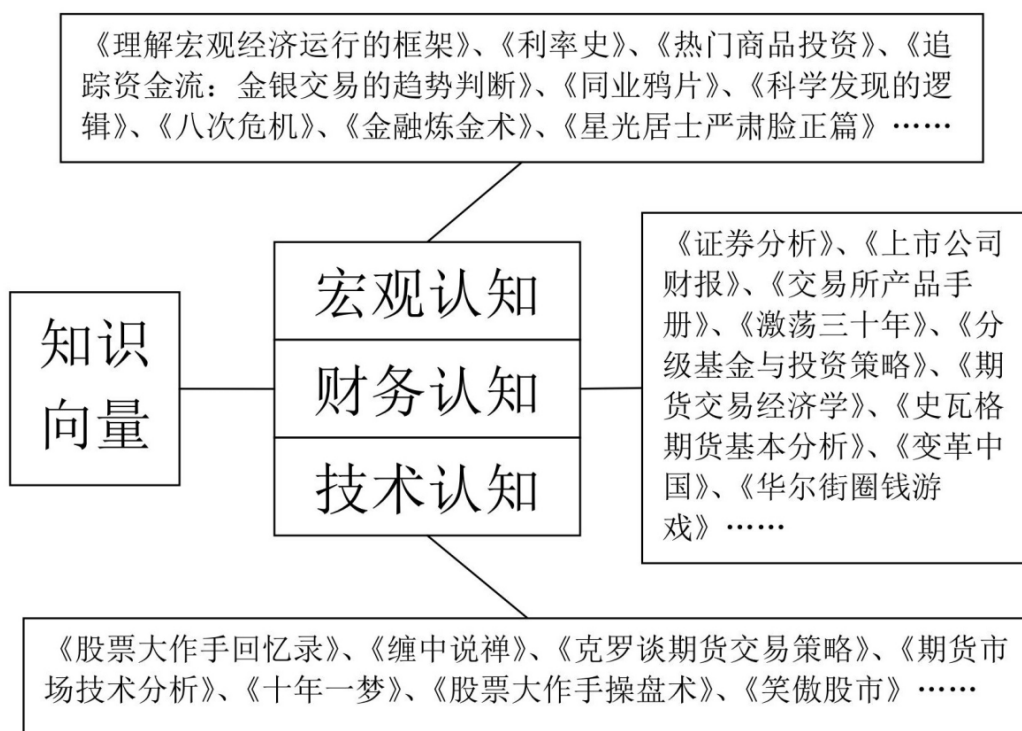 《理解宏观经济运行的框架》、《利率史》、《热门商品投资》、《追
踪资金流：金银交易的趋势判断》、《同业鸦片》、《科学发现的逻
辑》、《八次危机》、《金融炼金术》、《星光居士严肃脸正篇》……
知识
向量
宏观认知
财务认知
技术认知
《证券分析》、《上市公司
财报》、《交易所产品手
册》、《激荡三十年》、《分
级基金与投资策略》、《期
货交易经济学》、《史瓦格
期货基本分析》、《变革中
国》、《华尔街圈钱游
戏》……
《股票大作手回忆录》、《缠中说禅》、《克罗谈期货交易策略》、《期货市
场技术分析》、《十年一梦》、《股票大作手操盘术》、《笑傲股市》……